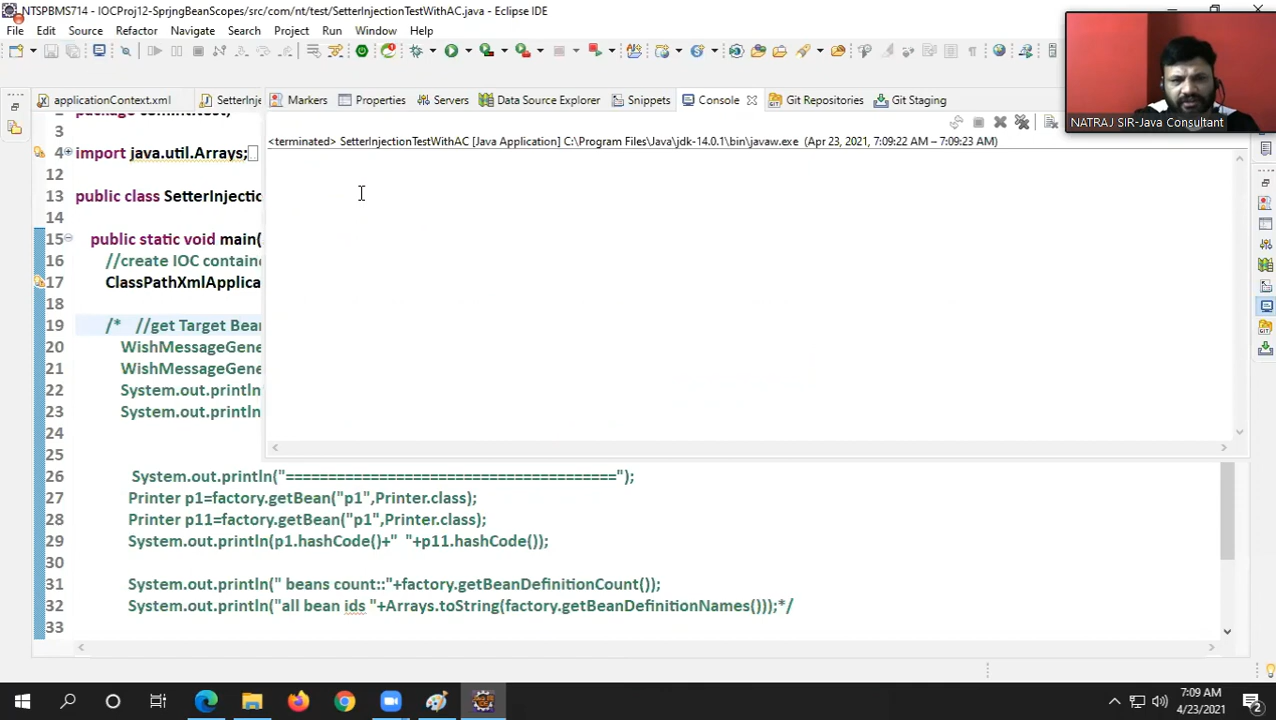 NTSPBMS714 - IOCProj12-SprjngBeanScopes/src/com/nt/test/SetterInjectionTestWithAC.java - Eclipse IDE
File Edit Source Refactor Navigate Search Project Run Window Help
applicationContext.xml SetterInje Markers Properties Servers Data Source Explorer Snippets Console Git Repositories Git Staging
NATRAJ SIR-Java Consultant
<terminated> SetterInjectionTestWithAC [Java Application] C:\Program Files\Java\jdk-14.0.1\bin\javaw.exe (Apr 23, 2021, 7:09:22 AM – 7:09:23 AM)
3
4 import java.util.Arrays;
12
13 public class SetterInjectio
14
15 public static void main(
16 //create IOC containe
17 ClassPathXmlApplica
18
19 /* //get Target Bear
20 WishMessageGene
21 WishMessageGene
22 System.out.println
23 System.out.println
24
25
26 System.out.println("=======================================");
27 Printer p1=factory.getBean("p1",Printer.class);
28 Printer p11=factory.getBean("p1",Printer.class);
29 System.out.println(p1.hashCode()+" "+p11.hashCode());
30
31 System.out.println(" beans count::"+factory.getBeanDefinitionCount());
32 System.out.println("all bean ids "+Arrays.toString(factory.getBeanDefinitionNames()));*/
33
7:09 AM
4/23/2021
2